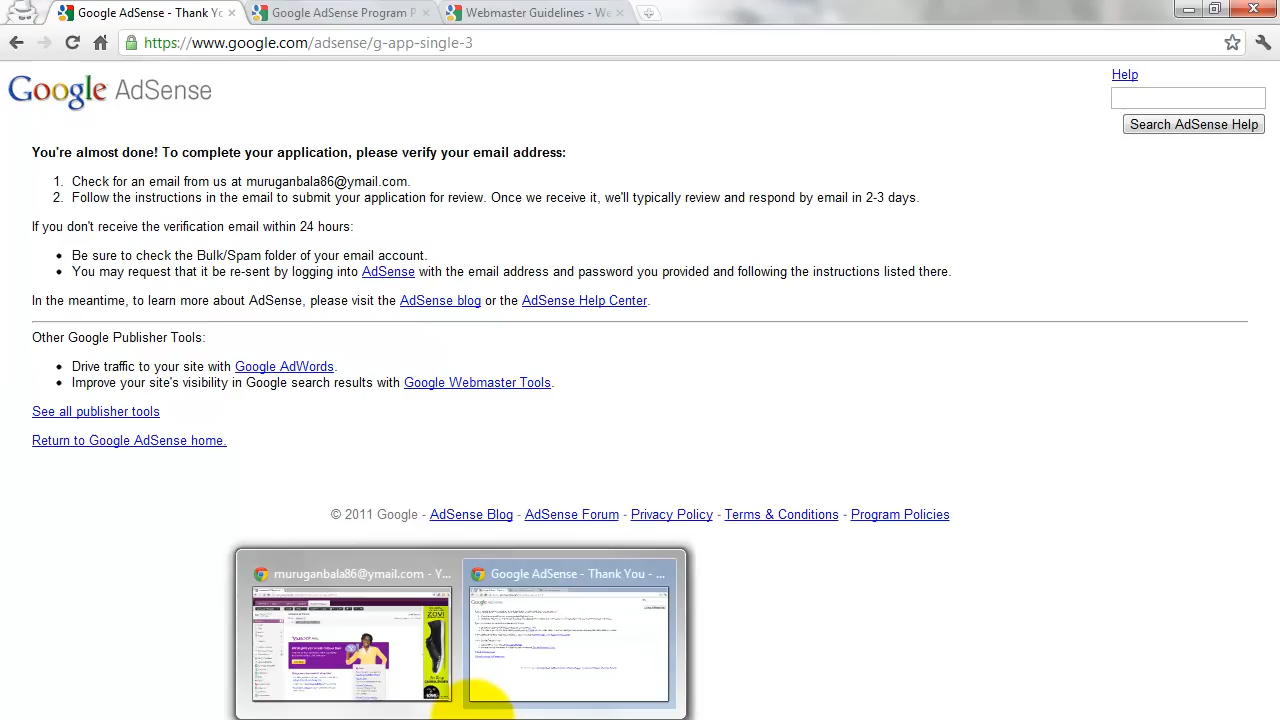 Google AdSense - Thank Yo
Google AdSense Program P
Webmaster Guidelines - We
https://www.google.com/adsense/g-app-single-3
Google AdSense
Help
Search AdSense Help
You're almost done! To complete your application, please verify your email address:
1. Check for an email from us at muruganbala86@ymail.com.
2. Follow the instructions in the email to submit your application for review. Once we receive it, we'll typically review and respond by email in 2-3 days.
If you don't receive the verification email within 24 hours:
• Be sure to check the Bulk/Spam folder of your email account.
• You may request that it be re-sent by logging into AdSense with the email address and password you provided and following the instructions listed there.
In the meantime, to learn more about AdSense, please visit the AdSense blog or the AdSense Help Center.
Other Google Publisher Tools:
• Drive traffic to your site with Google AdWords.
• Improve your site's visibility in Google search results with Google Webmaster Tools.
See all publisher tools
Return to Google AdSense home.
© 2011 Google - AdSense Blog - AdSense Forum - Privacy Policy - Terms & Conditions - Program Policies
muruganbala86@ymail.com - Y...
Google AdSense - Thank You - ...
ZOVI